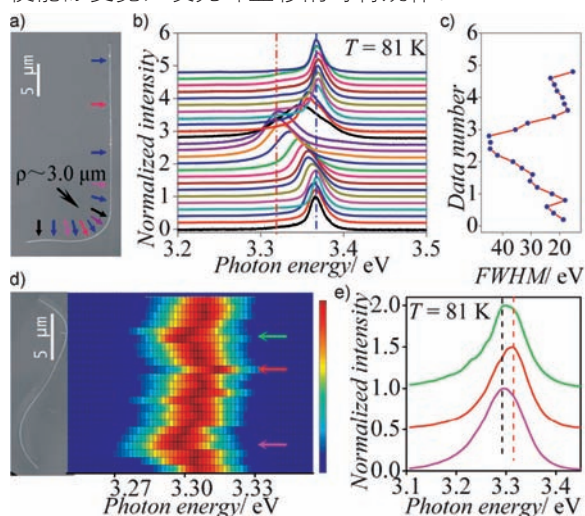 a)
5 μm
ρ~3.0 μm
b)
T = 81 K
Normalized intensity
6
5
4
3
2
1
0
3.2 3.3 3.4 3.5
Photon energy/ eV
c)
Data number
5
4
3
2
1
0
40 30 20
FWHM/ eV
d)
5 μm
3.27 3.30 3.33
Photon energy/ eV
e)
T = 81 K
Normalized intensity
2.0
1.5
1.0
0.5
0.0
3.1 3.2 3.3 3.4
Photon energy/ eV